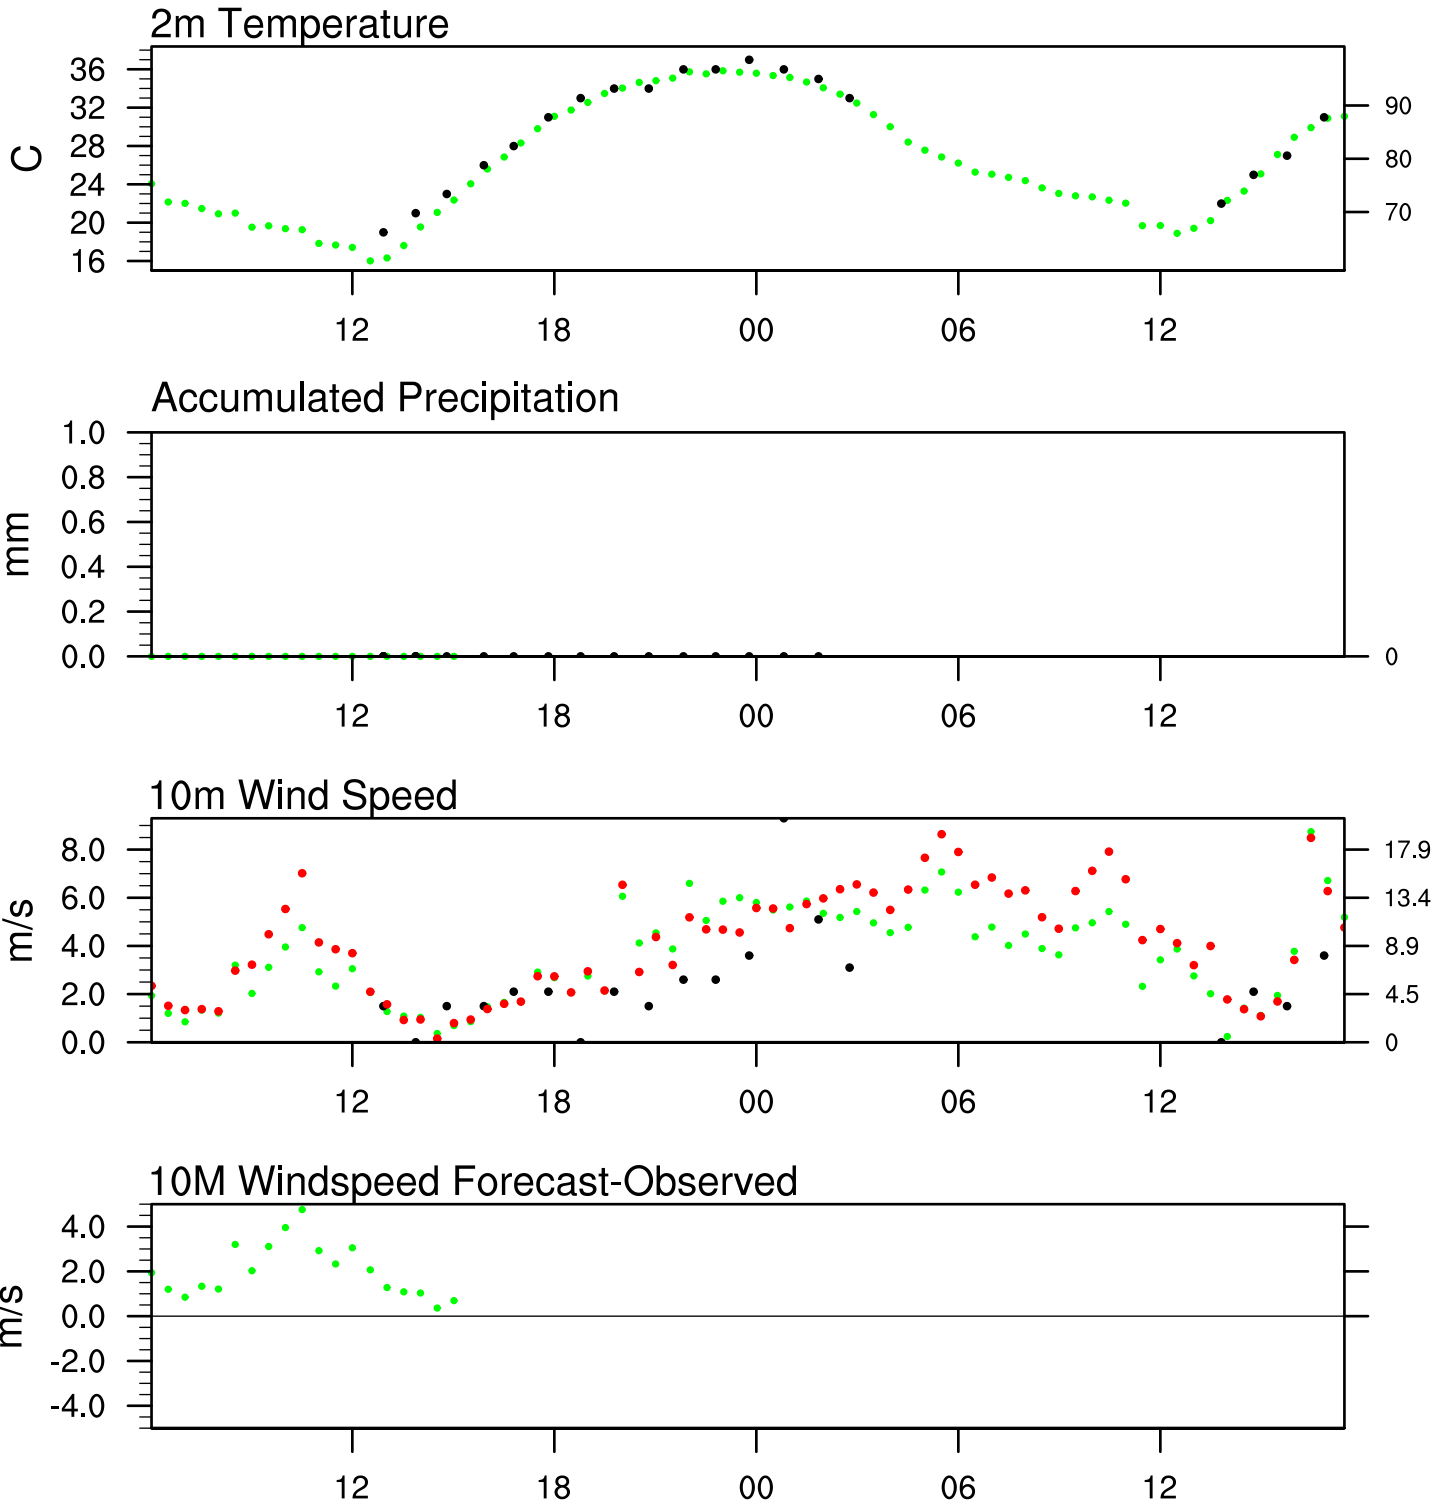 2m Temperature
36
32
28
24
20
16
C
90
80
70
12 18 00 06 12
Accumulated Precipitation
1.0
0.8
0.6
0.4
0.2
0.0
mm
0
12 18 00 06 12
10m Wind Speed
8.0
6.0
4.0
2.0
0.0
m/s
17.9
13.4
8.9
4.5
0
12 18 00 06 12
10M Windspeed Forecast-Observed
4.0
2.0
0.0
-2.0
-4.0
m/s
12 18 00 06 12